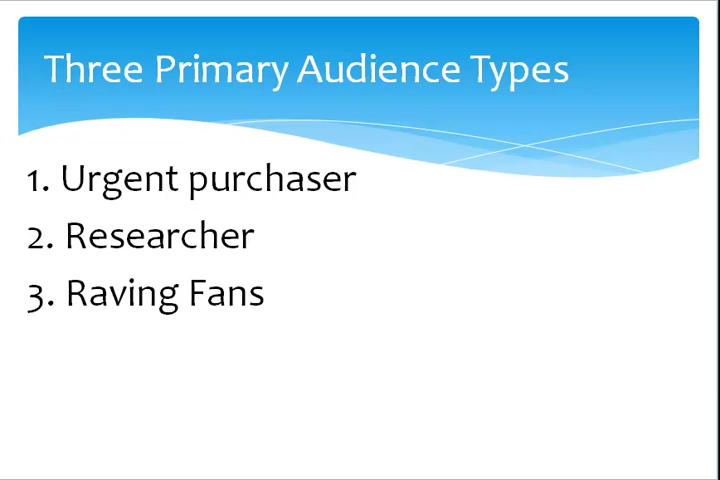 Three Primary Audience Types
1. Urgent purchaser
2. Researcher
3. Raving Fans